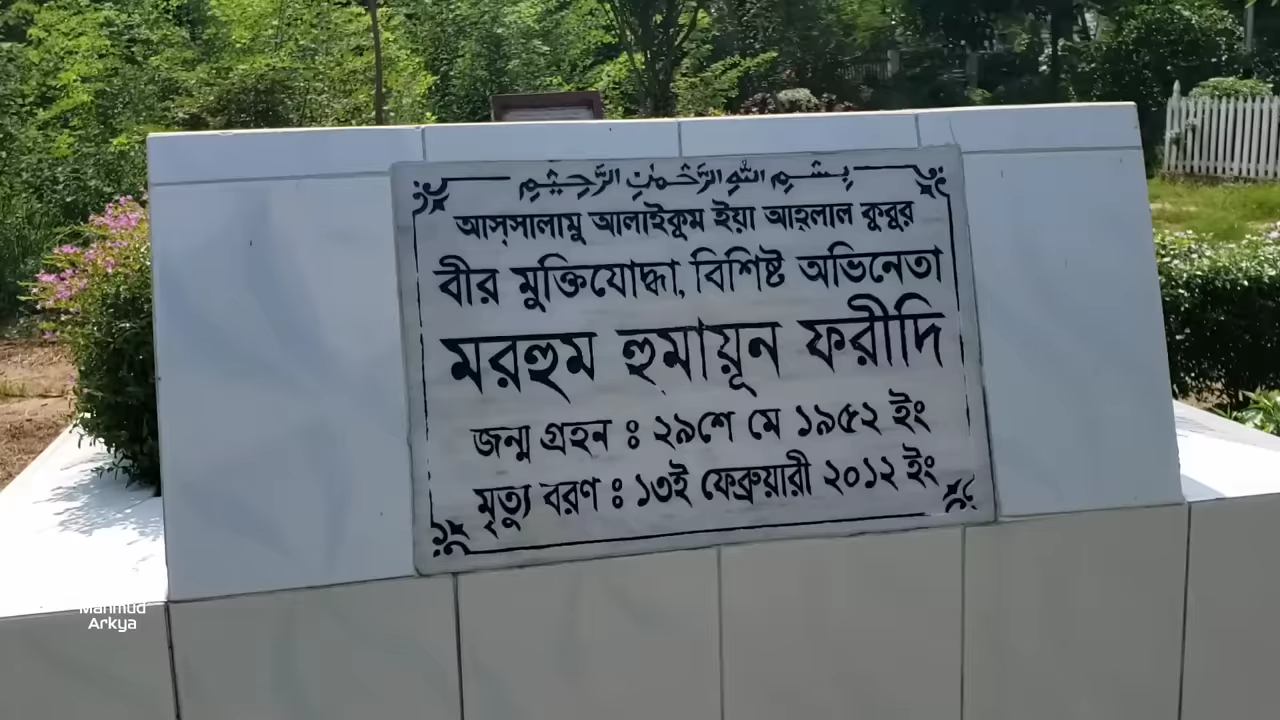 بِسْمِ اللهِ الرَّحْمٰنِ الرَّحِيْمِ
আস্সালামু আলাইকুম ইয়া আহ্লাল কুবুর
বীর মুক্তিযোদ্ধা, বিশিষ্ট অভিনেতা
মরহুম হুমায়ূন ফরীদি
জন্ম গ্রহন : ২৯শে মে ১৯৫২ ইং
মৃত্যু বরণ : ১৩ই ফেব্রুয়ারী ২০১২ ইং
Mahmud
Arkya